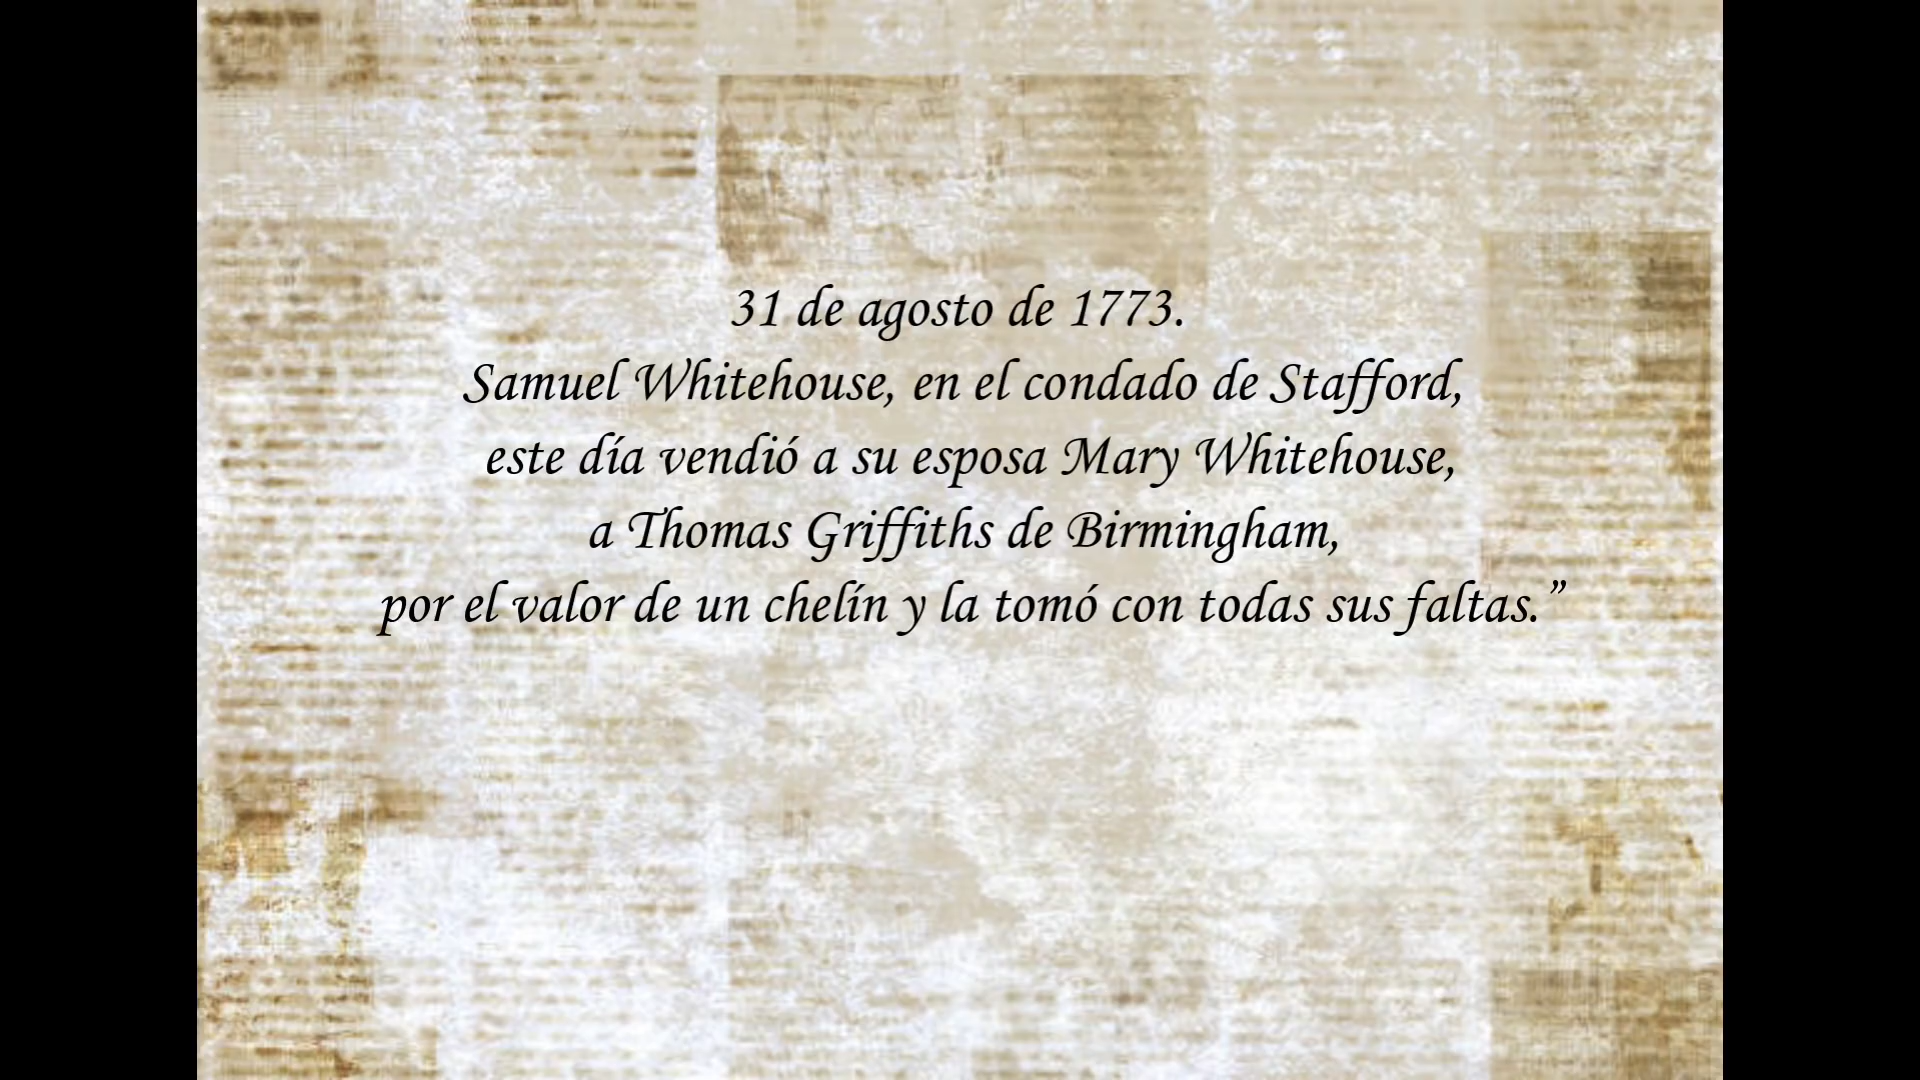 31 de agosto de 1773.
Samuel Whitehouse, en el condado de Stafford,
este día vendió a su esposa Mary Whitehouse,
a Thomas Griffiths de Birmingham,
por el valor de un chelín y la tomó con todas sus faltas.”